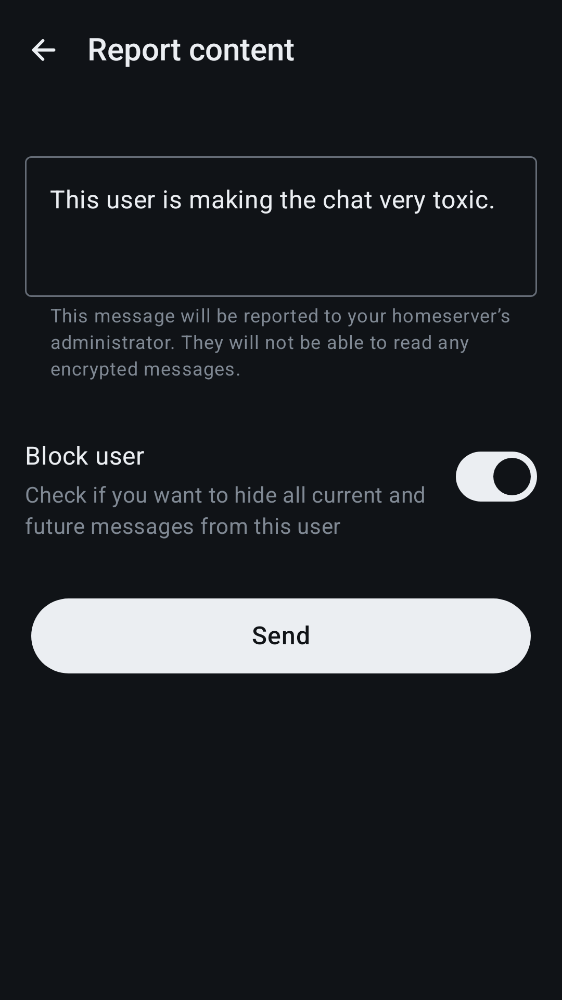 Report content
This user is making the chat very toxic.
This message will be reported to your homeserver’s
administrator. They will not be able to read any
encrypted messages.
Block user
Check if you want to hide all current and
future messages from this user
Send